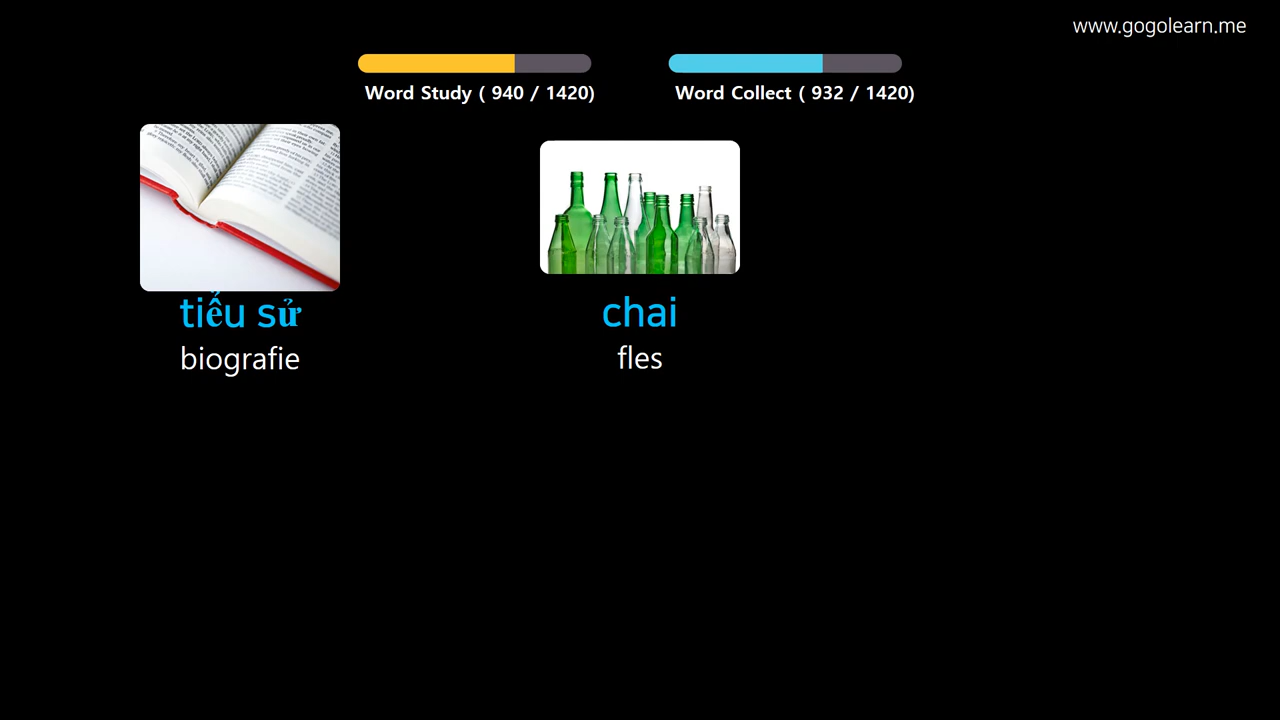 www.gogolearn.me
Word Study ( 940 / 1420)
Word Collect ( 932 / 1420)
tiểu sử
biografie
chai
fles